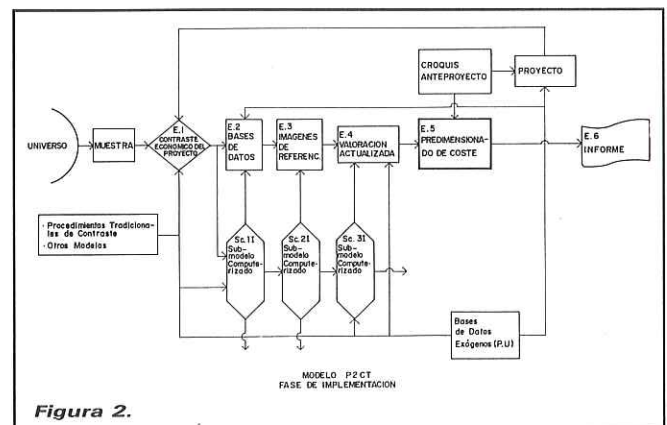 CROQUIS
ANTEPROYECTO
PROYECTO
UNIVERSO
MUESTRA
E.1
CONTRASTE
ECONOMICO DEL
PROYECTO
E.2
BASES
DE
DATOS
E.3
IMAGENES
DE
REFERENC.
E.4
VALORACION
ACTUALIZADA
E.5
PREDIMENSIONA
DO DE COSTE
E.6
INFORME
· Procedimientos Tradiciona-
les de Contraste
· Otros Modelos
Sc.11
Sub-
modelo
Compute-
rizado
Sc.21
Sub-
modelo
Compute-
rizado
Sc.31
Sub-
modelo
Compute-
rizado
Bases
de Datos
Exógenos (P.U)
MODELO P2CT
FASE DE IMPLEMENTACION
Figura 2.